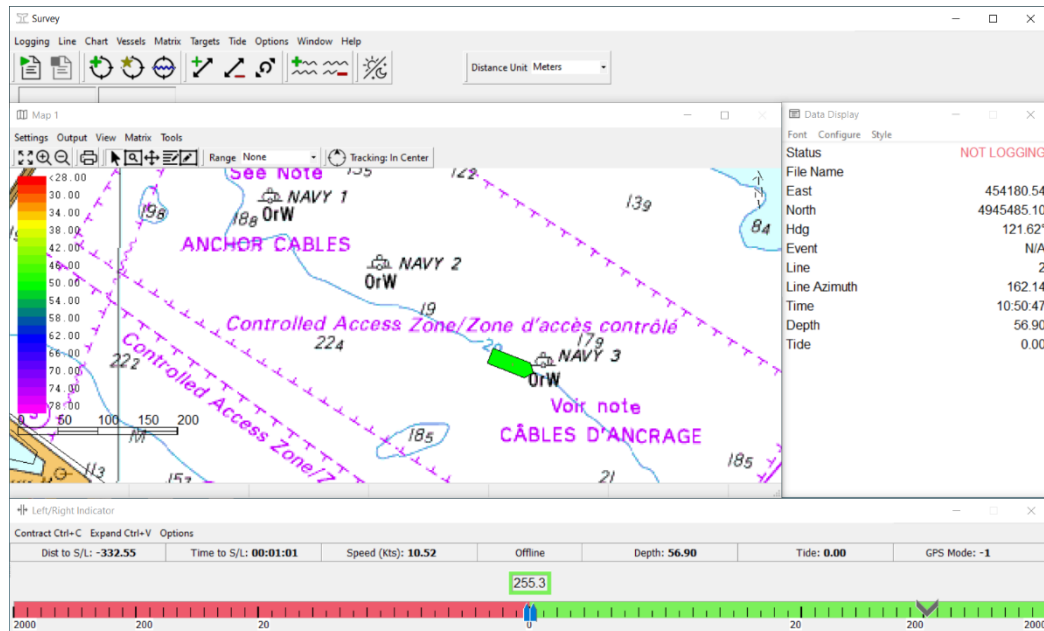 Survey
Logging Line Chart Vessels Matrix Targets Tide Options Window Help
Distance Unit Meters
Map 1
Settings Output View Matrix Tools
Range None Tracking: In Center
Data Display
Font Configure Style
Status NOT LOGGING
File Name
East 454180.54
North 4945485.10
Hdg 121.62°
Event N/A
Line 2
Line Azimuth 162.14
Time 10:50:47
Depth 56.90
Tide 0.00
<28.00
30.00
34.00
38.00
42.00
46.00
50.00
54.00
58.00
62.00
66.00
70.00
74.00
78.00
See Note
122
NAVY 1
OrW
198
188
139
84
ANCHOR CABLES
NAVY 2
OrW
19
Controlled Access Zone/Zone d'accès contrôlé
224
179
222
20
NAVY 3
OrW
Controlled Access Zone/Z
Voir note
CÂBLES D'ANCRAGE
185
185
21
113
157
0 50 100 150 200
M
Left/Right Indicator
Contract Ctrl+C Expand Ctrl+V Options
Dist to S/L: -332.55 Time to S/L: 00:01:01 Speed (Kts): 10.52 Offline Depth: 56.90 Tide: 0.00 GPS Mode: -1
255.3
2000 200 20 0 20 200 2000